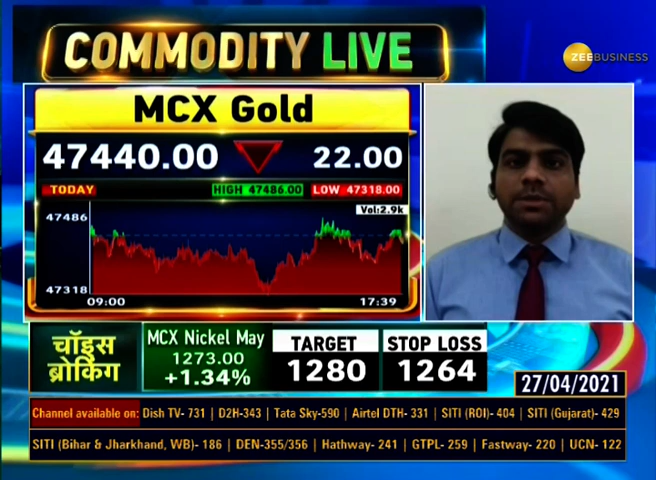 COMMODITY LIVE
ZEEBUSINESS
MCX Gold
47440.00 22.00
TODAY HIGH 47486.00 LOW 47318.00
Vol:2.9k
47486
47318
09:00 17:39
चॉइस
ब्रोकिंग
MCX Nickel May
1273.00
+1.34%
TARGET
1280
STOP LOSS
1264
27/04/2021
Channel available on: Dish TV- 731 | D2H-343 | Tata Sky-590 | Airtel DTH- 331 | SITI (ROI)- 404 | SITI (Gujarat)- 429
SITI (Bihar & Jharkhand, WB)- 186 | DEN-355/356 | Hathway- 241 | GTPL- 259 | Fastway- 220 | UCN- 122